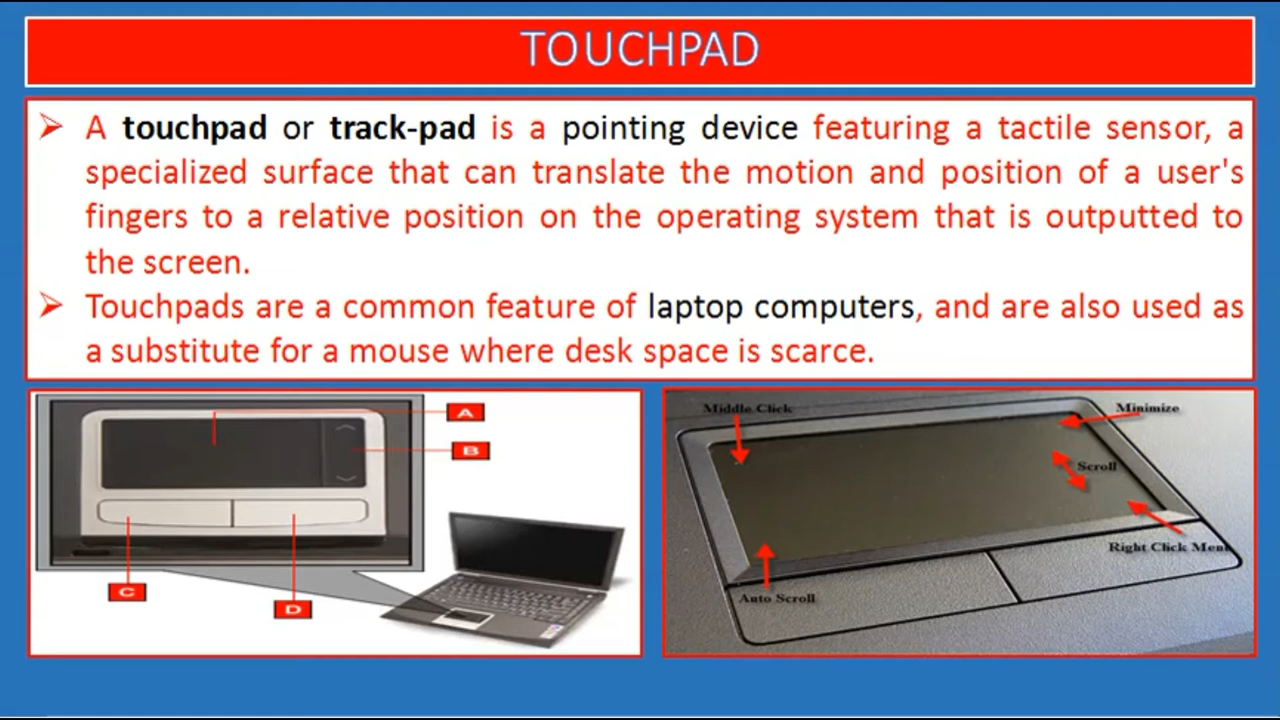 TOUCHPAD
A touchpad or track-pad is a pointing device featuring a tactile sensor, a
specialized surface that can translate the motion and position of a user's
fingers to a relative position on the operating system that is outputted to
the screen.
Touchpads are a common feature of laptop computers, and are also used as
a substitute for a mouse where desk space is scarce.
A
B
C
D
Middle Click
Minimize
Scroll
Right Click Menu
Auto Scroll